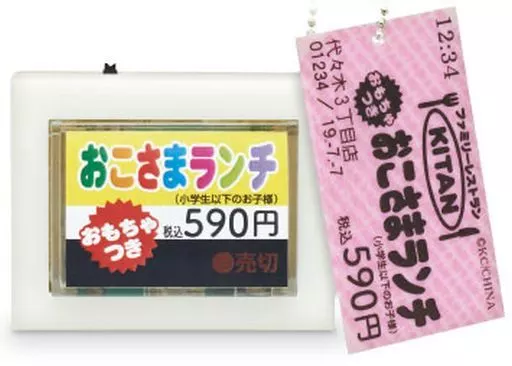 おこさまランチ
(小学生以下のお子様)
おもちゃ
つき
税込590円
売切
12:34
ファミリーレストラン
KITAN
©KC/CHINA
おもちゃ
つき
おこさまランチ
(小学生以下のお子様)
税込590円
代々木3丁目店
01234 / 19-7-7